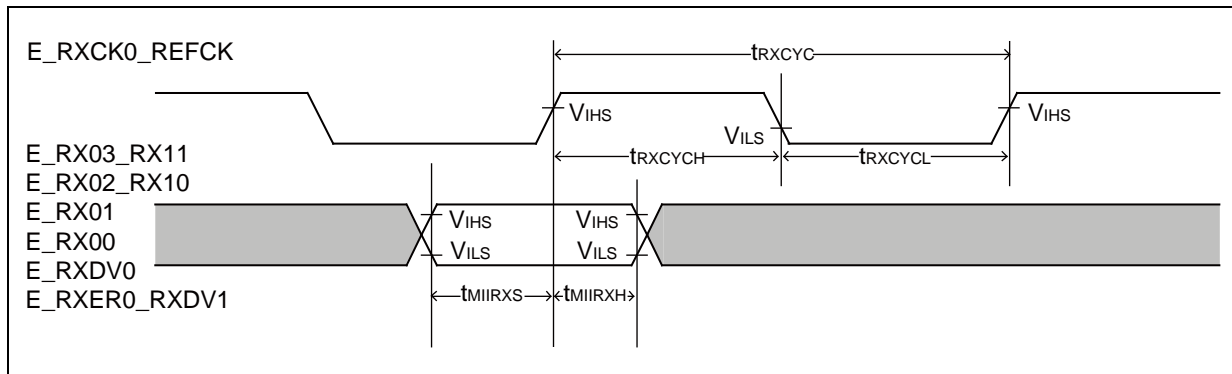 E_RXCK0_REFCK
tRXCYC
VIHS
VILS
VIHS
tRXCYCH
tRXCYCL
E_RX03_RX11
E_RX02_RX10
E_RX01
E_RX00
E_RXDV0
E_RXER0_RXDV1
VIHS
VIHS
VILS
VILS
tMIIRXS
tMIIRXH